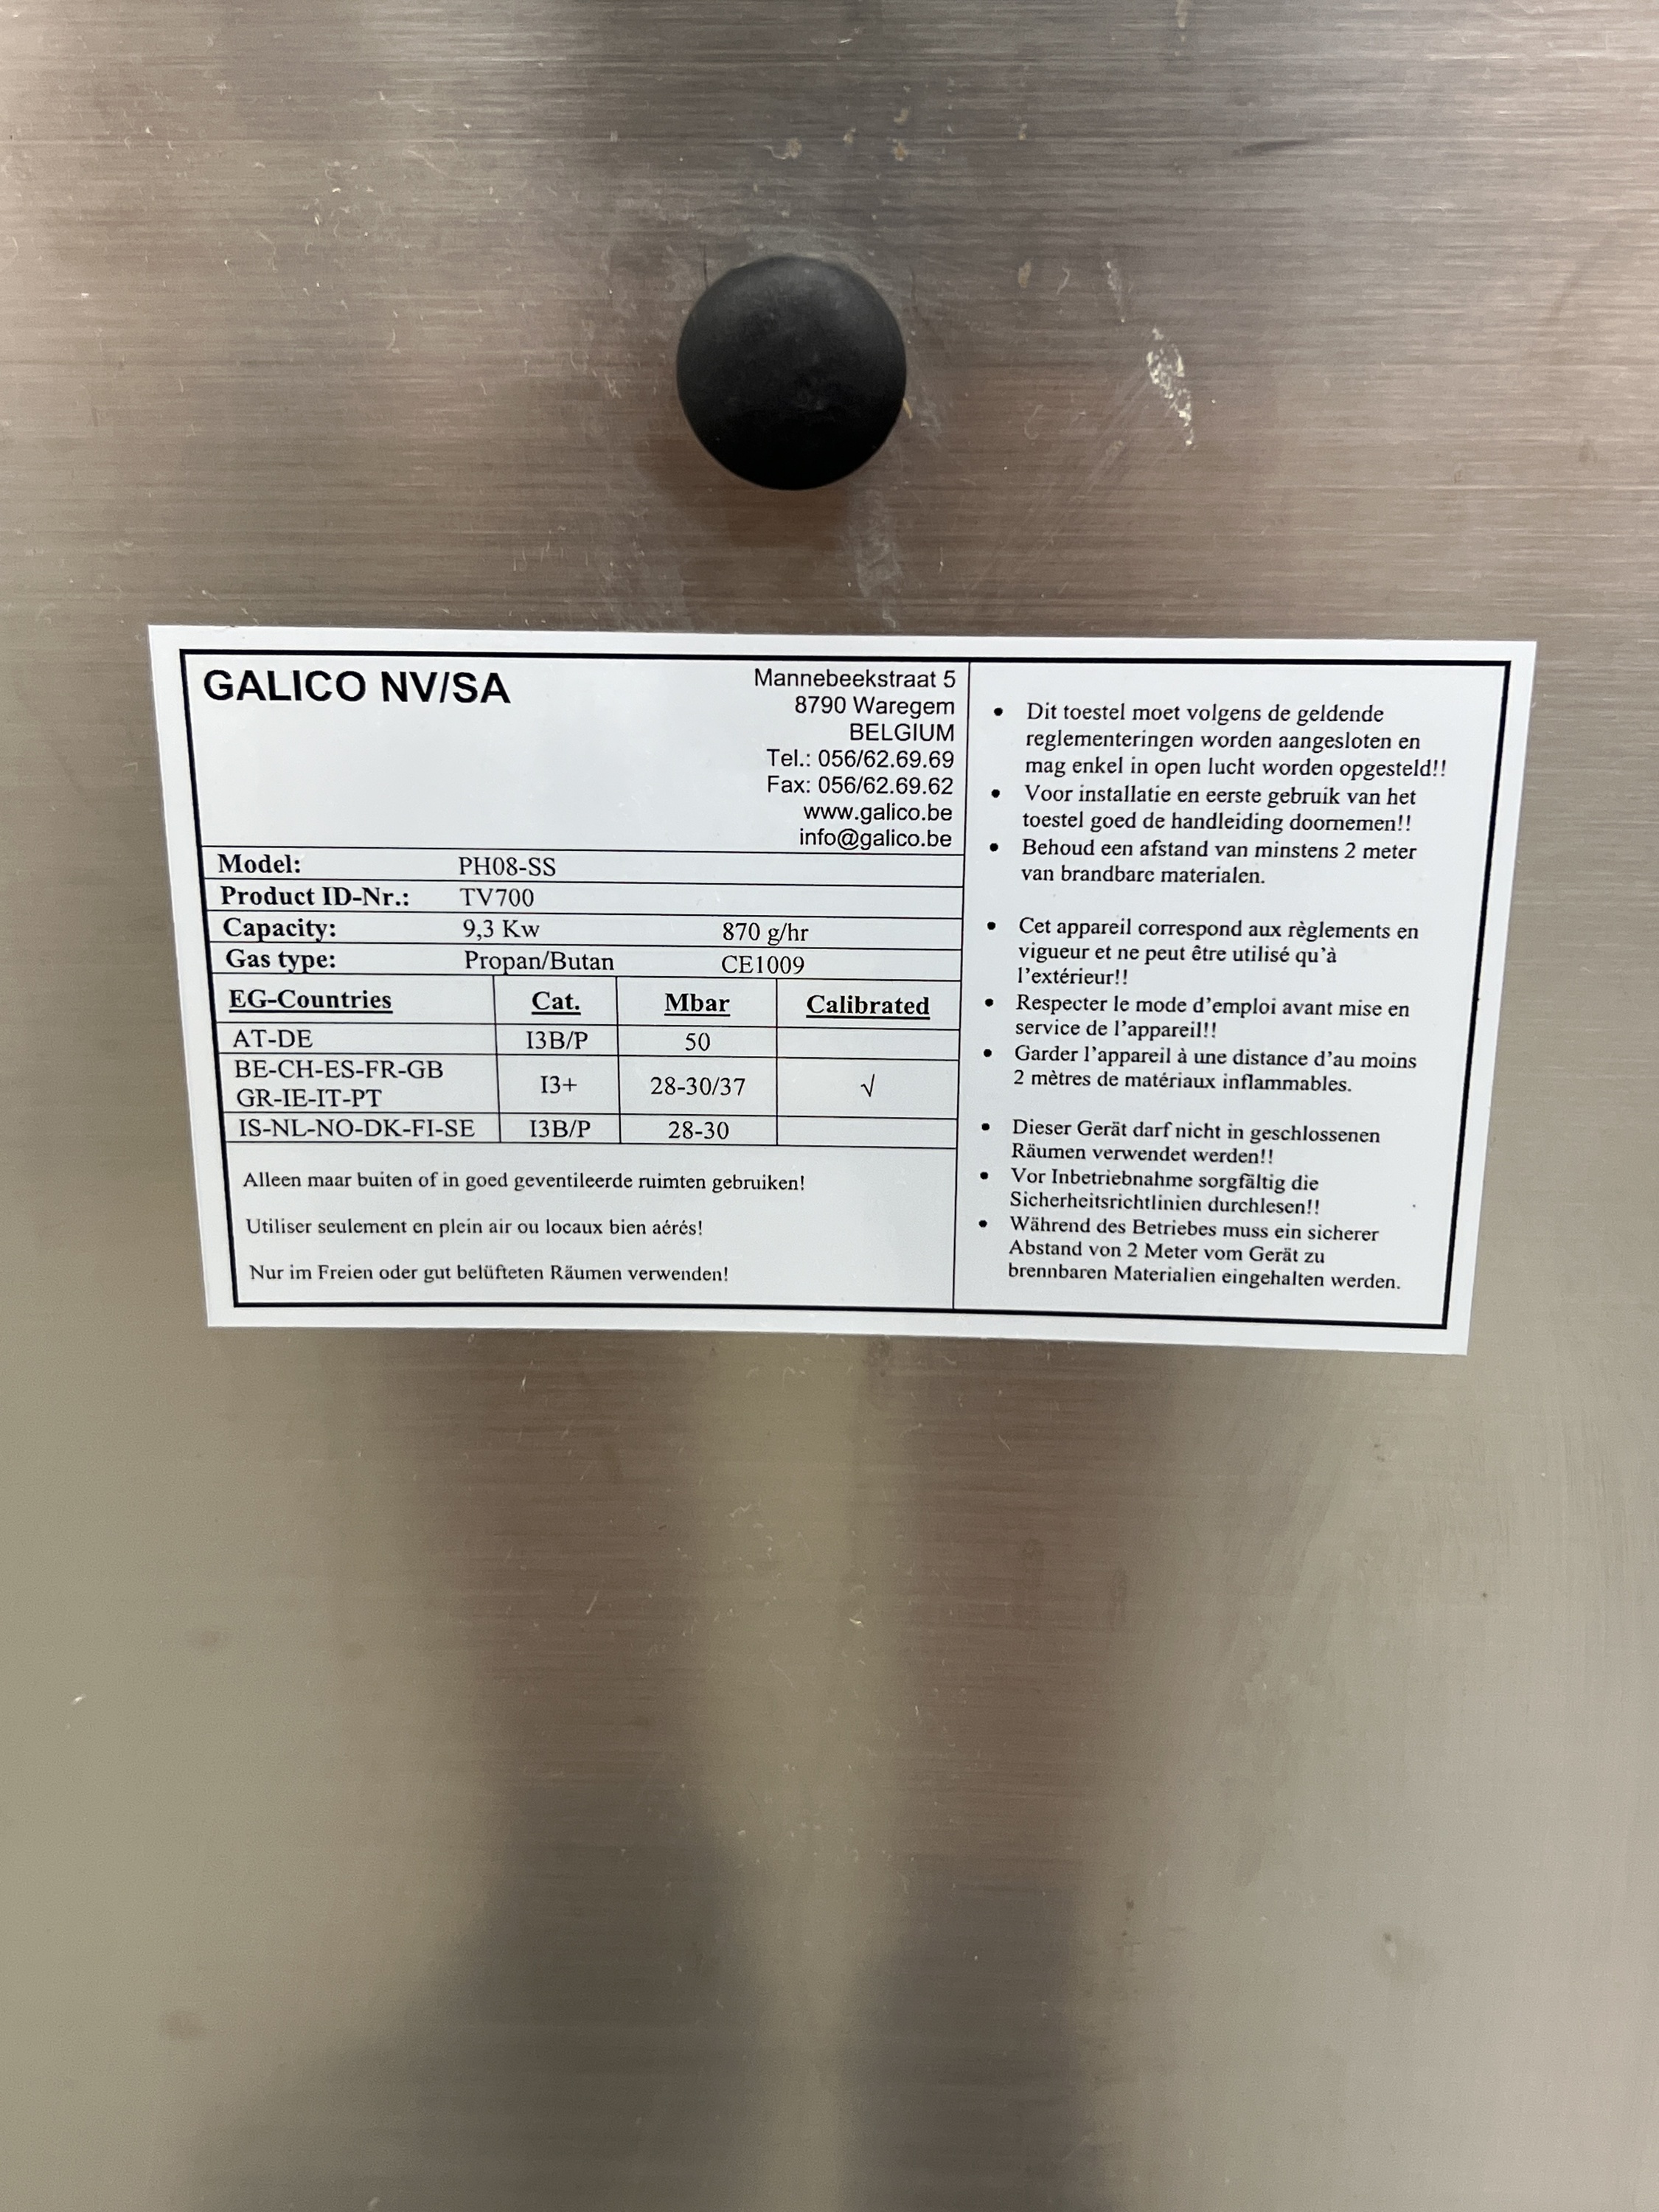 GALICO NV/SA
Mannebeekstraat 5
8790 Waregem
BELGIUM
Tel.: 056/62.69.69
Fax: 056/62.69.62
www.galico.be
info@galico.be
Model: PH08-SS
Product ID-Nr.: TV700
Capacity: 9,3 Kw 870 g/hr
Gas type: Propan/Butan CE1009
EG-Countries Cat. Mbar Calibrated
AT-DE I3B/P 50
BE-CH-ES-FR-GB
GR-IE-IT-PT I3+ 28-30/37 √
IS-NL-NO-DK-FI-SE I3B/P 28-30
Alleen maar buiten of in goed geventileerde ruimten gebruiken!
Utiliser seulement en plein air ou locaux bien aérés!
Nur im Freien oder gut belüfteten Räumen verwenden!
• Dit toestel moet volgens de geldende
reglementeringen worden aangesloten en
mag enkel in open lucht worden opgesteld!!
• Voor installatie en eerste gebruik van het
toestel goed de handleiding doornemen!!
• Behoud een afstand van minstens 2 meter
van brandbare materialen.
• Cet appareil correspond aux règlements en
vigueur et ne peut être utilisé qu’à
l’extérieur!!
• Respecter le mode d’emploi avant mise en
service de l’appareil!!
• Garder l’appareil à une distance d’au moins
2 mètres de matériaux inflammables.
• Dieser Gerät darf nicht in geschlossenen
Räumen verwendet werden!!
• Vor Inbetriebnahme sorgfältig die
Sicherheitsrichtlinien durchlesen!!
• Während des Betriebes muss ein sicherer
Abstand von 2 Meter vom Gerät zu
brennbaren Materialien eingehalten werden.